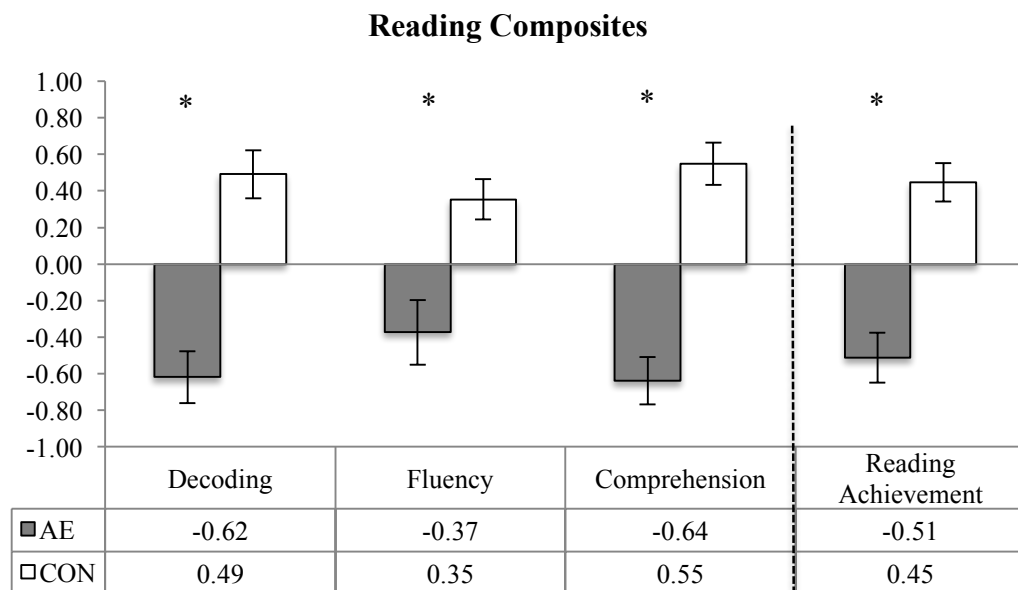 Reading Composites
1.00
0.80
0.60
0.40
0.20
0.00
-0.20
-0.40
-0.60
-0.80
-1.00
* * * *
Decoding Fluency Comprehension Reading Achievement
AE -0.62 -0.37 -0.64 -0.51
CON 0.49 0.35 0.55 0.45